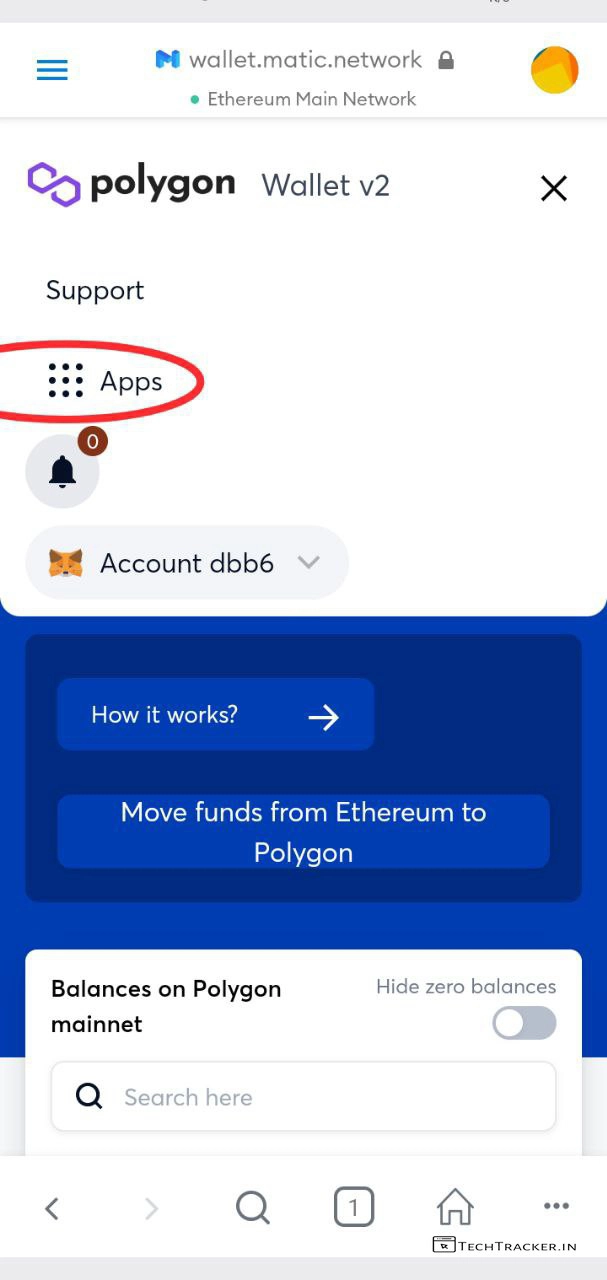 wallet.matic.network
Ethereum Main Network
polygon Wallet v2
Support
Apps
0
Account dbb6
How it works?
Move funds from Ethereum to
Polygon
Balances on Polygon
mainnet
Hide zero balances
Search here
1
TECHTRACKER.IN